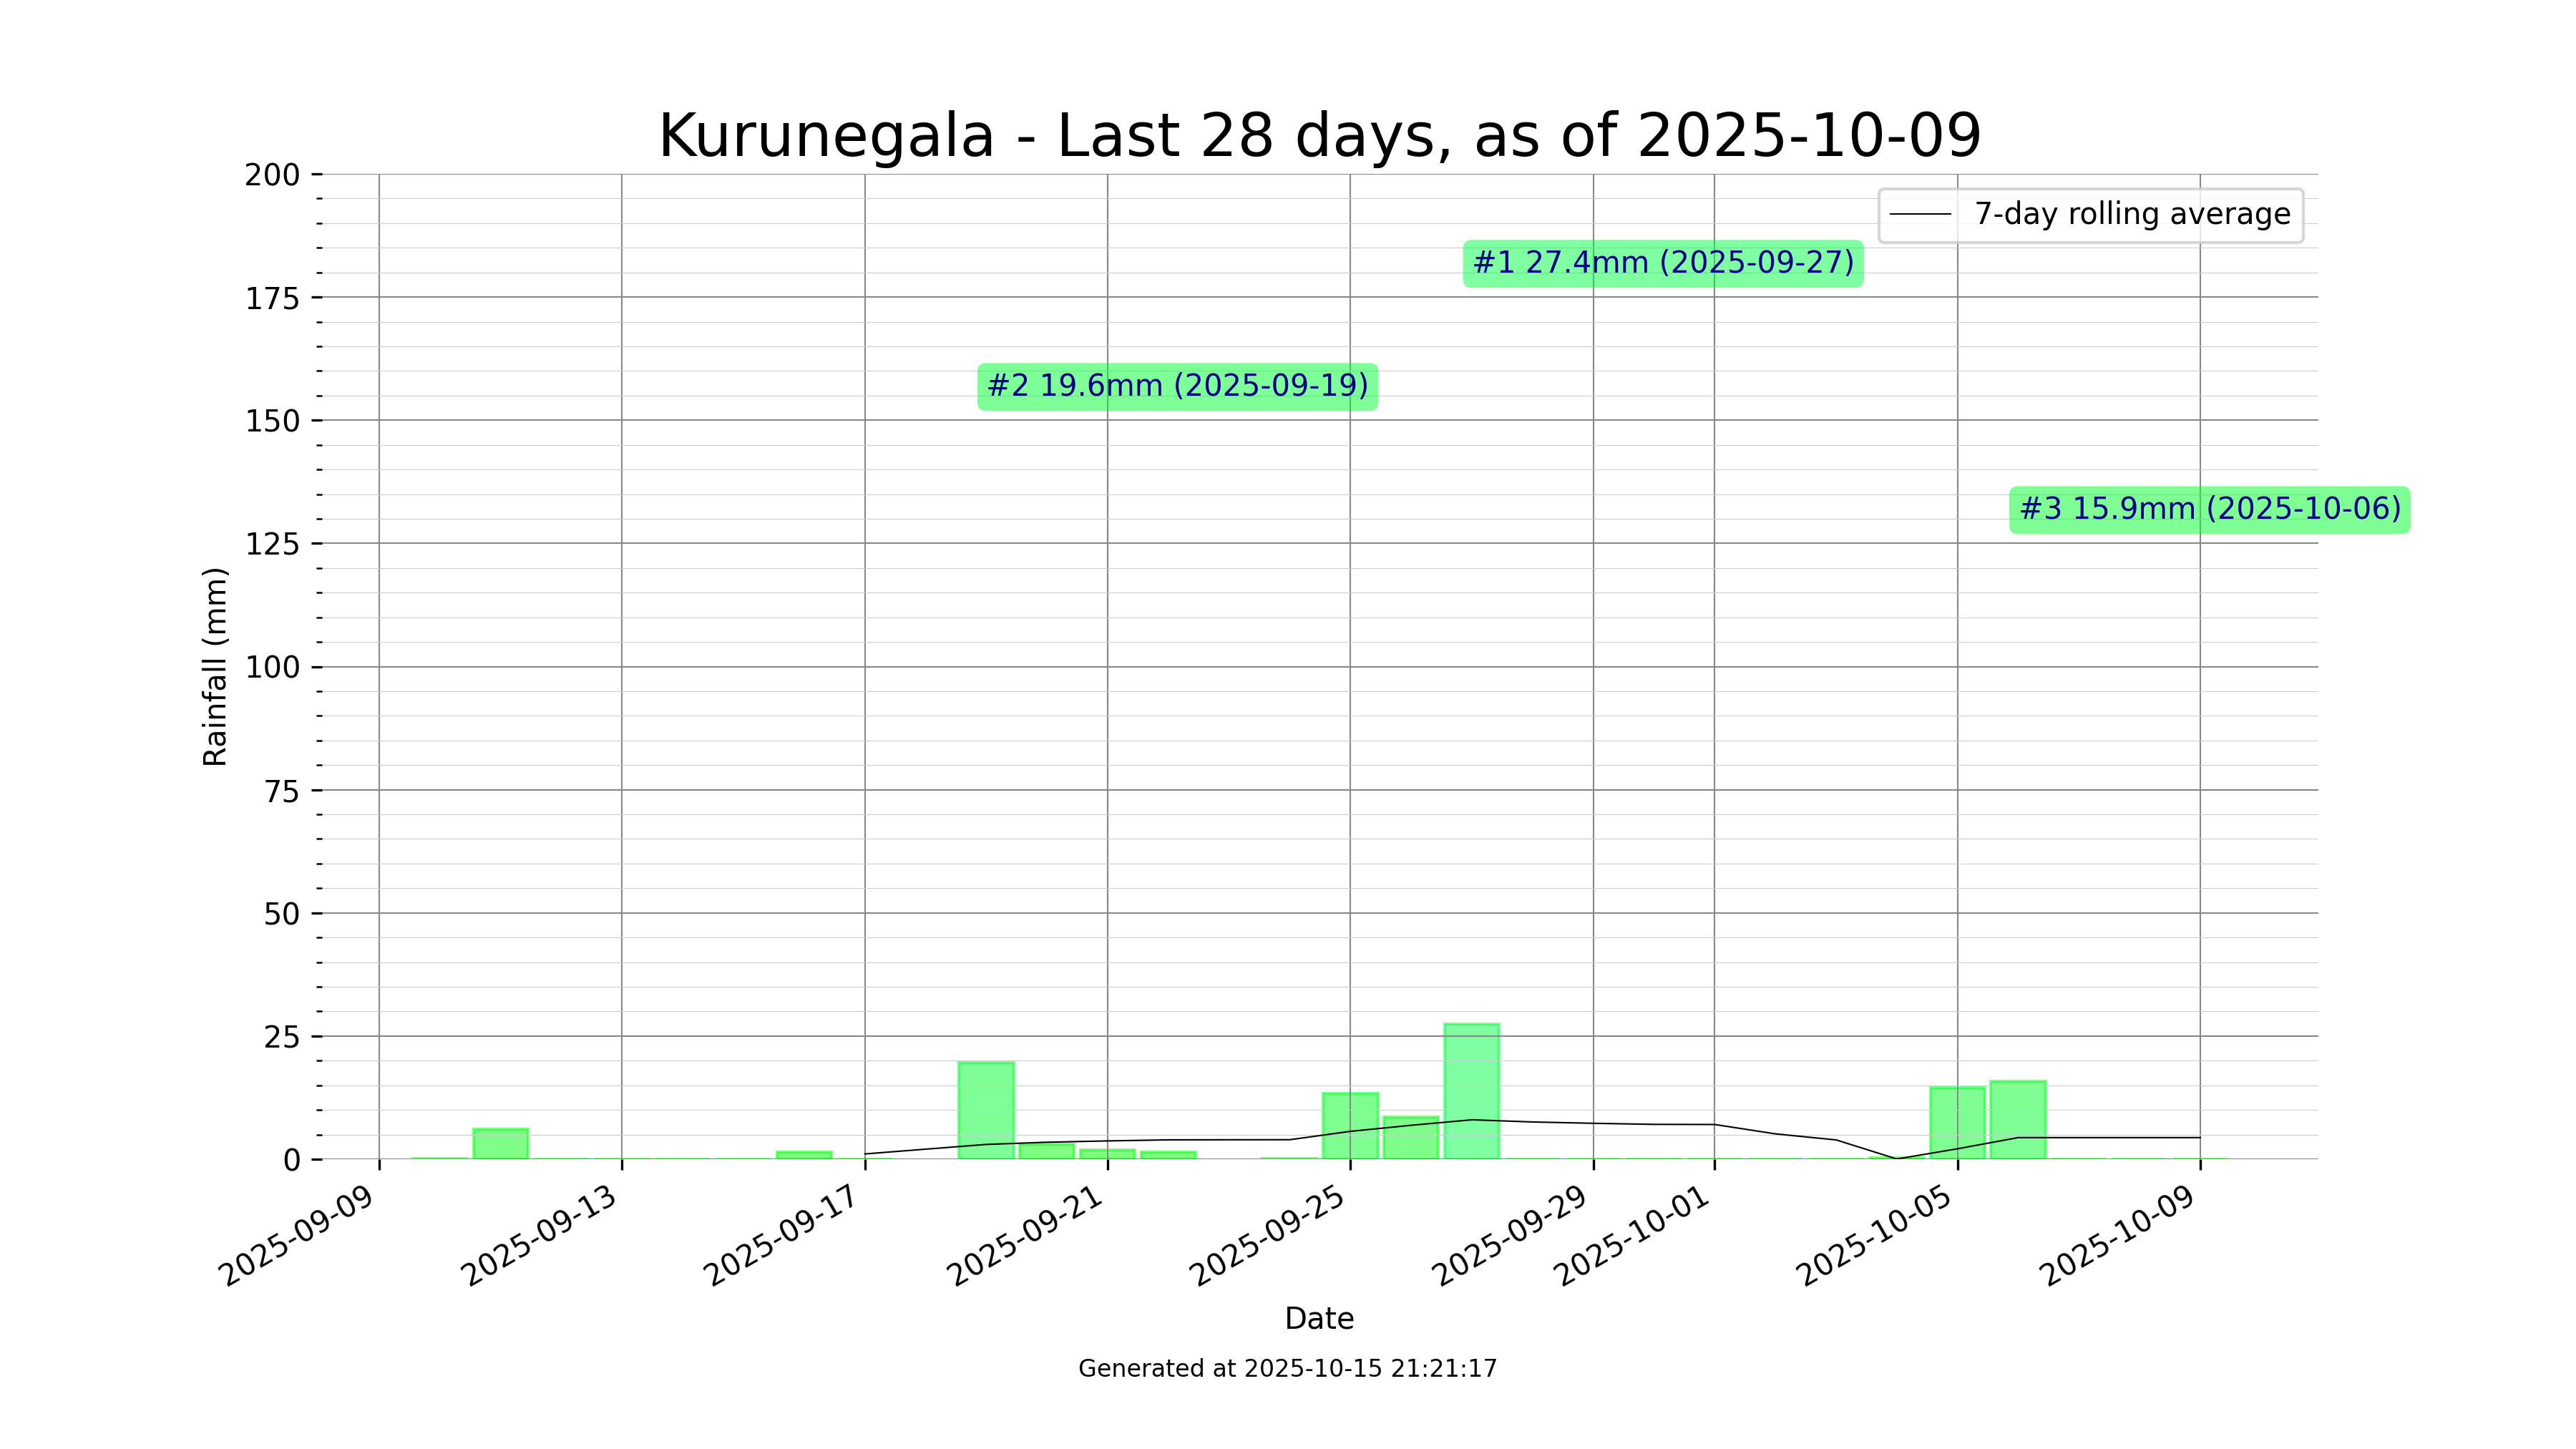 Kurunegala - Last 28 days, as of 2025-10-09
7-day rolling average
#1 27.4mm (2025-09-27)
#2 19.6mm (2025-09-19)
#3 15.9mm (2025-10-06)
Rainfall (mm)
200
175
150
125
100
75
50
25
0
2025-09-09
2025-09-13
2025-09-17
2025-09-21
2025-09-25
2025-09-29
2025-10-01
2025-10-05
2025-10-09
Date
Generated at 2025-10-15 21:21:17